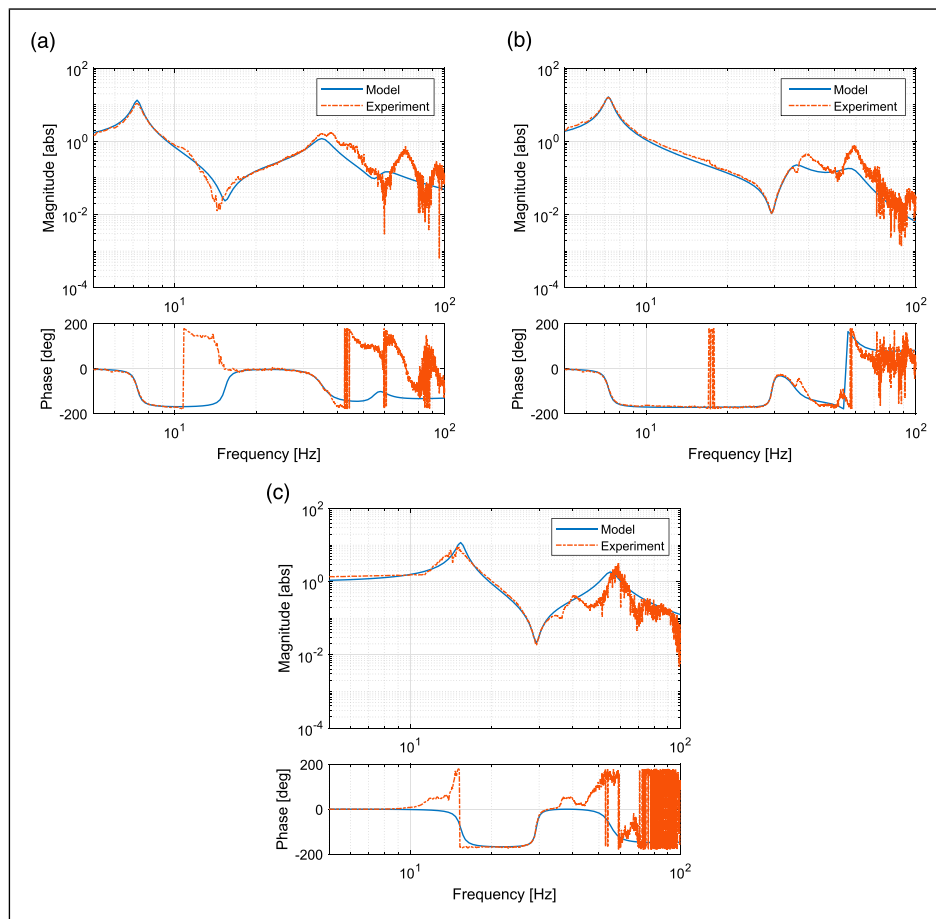 (a)
(b)
10^2
10^0
10^-2
10^-4
Magnitude [abs]
Model
Experiment
10^1
10^2
200
0
-200
Phase [deg]
10^1
10^2
Frequency [Hz]
10^2
10^0
10^-2
10^-4
Magnitude [abs]
Model
Experiment
10^1
10^2
200
0
-200
Phase [deg]
10^1
10^2
Frequency [Hz]
(c)
10^2
10^0
10^-2
10^-4
Magnitude [abs]
Model
Experiment
10^1
10^2
200
0
-200
Phase [deg]
10^1
10^2
Frequency [Hz]